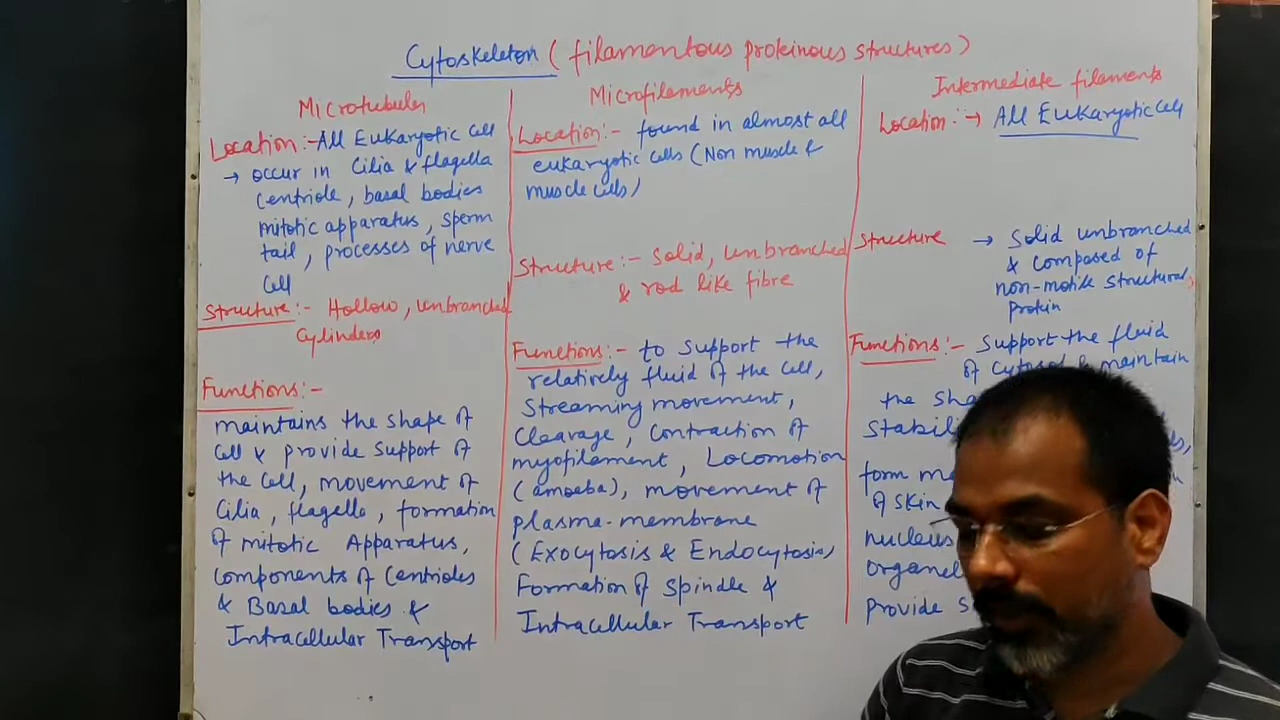 Cytoskeleton (filamentous proteinous structures)
Microtubules
Location:- All Eukaryotic Cell
→ occur in Cilia & flagella
Centriole, basal bodies
mitotic apparatus, sperm
tail, processes of nerve
Cell
Structure:- Hollow, unbranched
Cylinders
Functions:-
maintains the shape of
Cell & provide support of
the Cell, movement of
Cilia, flagella, formation
of mitotic Apparatus,
components of Centrioles
& Basal bodies &
Intracellular Transport
Microfilaments
Location:- found in almost all
eukaryotic cells (Non muscle &
muscle cells)
Structure:- Solid, unbranched
& rod like fibre
Functions:- to support the
relatively fluid of the cell,
Streaming movement,
Cleavage, Contraction of
myofilament, Locomotion
(amoeba), movement of
plasma-membrane
(Exocytosis & Endocytosis)
Formation of Spindle &
Intracellular Transport
Intermediate filaments
Location:- → All Eukaryotic Cells
Structure → Solid unbranched
& composed of
non-motile structural
protein
Functions:- Support the fluid
of cytosol & maintain
the sha
Stabil
form me
of skin
nucleus
organel
Provide s